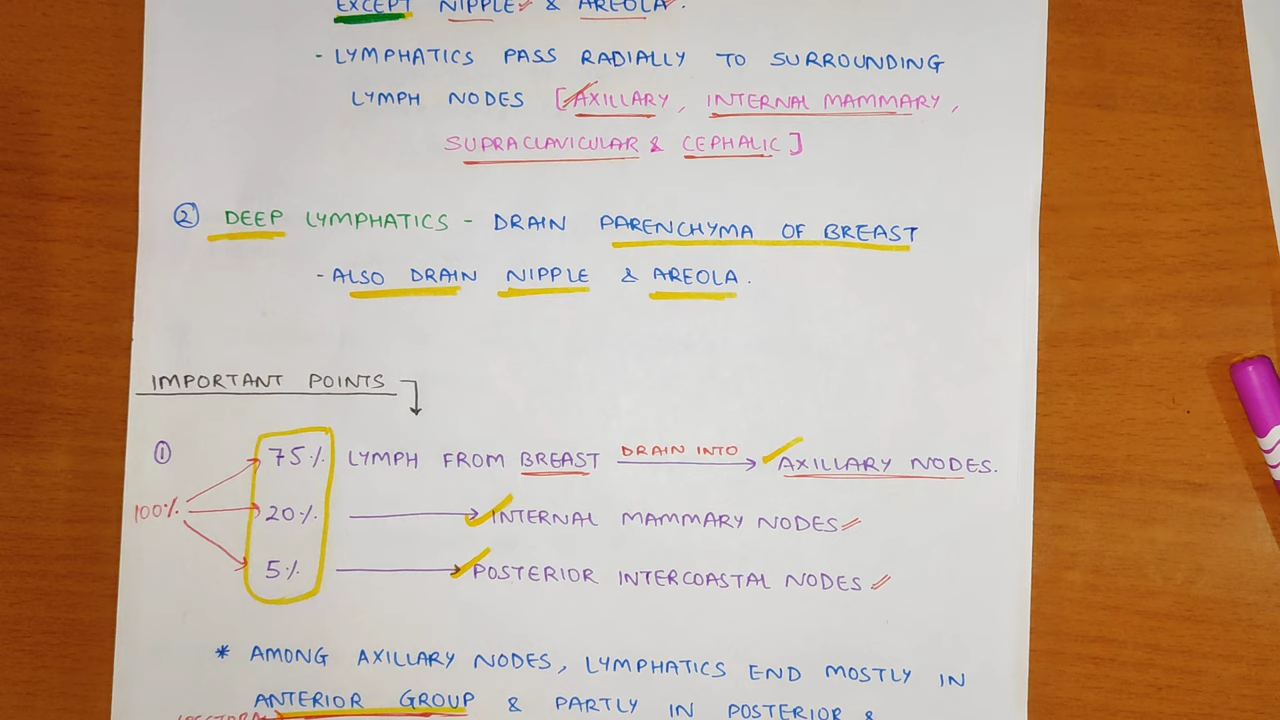 EXCEPT NIPPLE & AREOLA.
- LYMPHATICS PASS RADIALLY TO SURROUNDING
LYMPH NODES [AXILLARY, INTERNAL MAMMARY,
SUPRACLAVICULAR & CEPHALIC]
② DEEP LYMPHATICS - DRAIN PARENCHYMA OF BREAST
- ALSO DRAIN NIPPLE & AREOLA.
IMPORTANT POINTS
① 75% LYMPH FROM BREAST DRAIN INTO AXILLARY NODES.
100% 20% INTERNAL MAMMARY NODES
5% POSTERIOR INTERCOASTAL NODES
* AMONG AXILLARY NODES, LYMPHATICS END MOSTLY IN
ANTERIOR GROUP & PARTLY IN POSTERIOR &